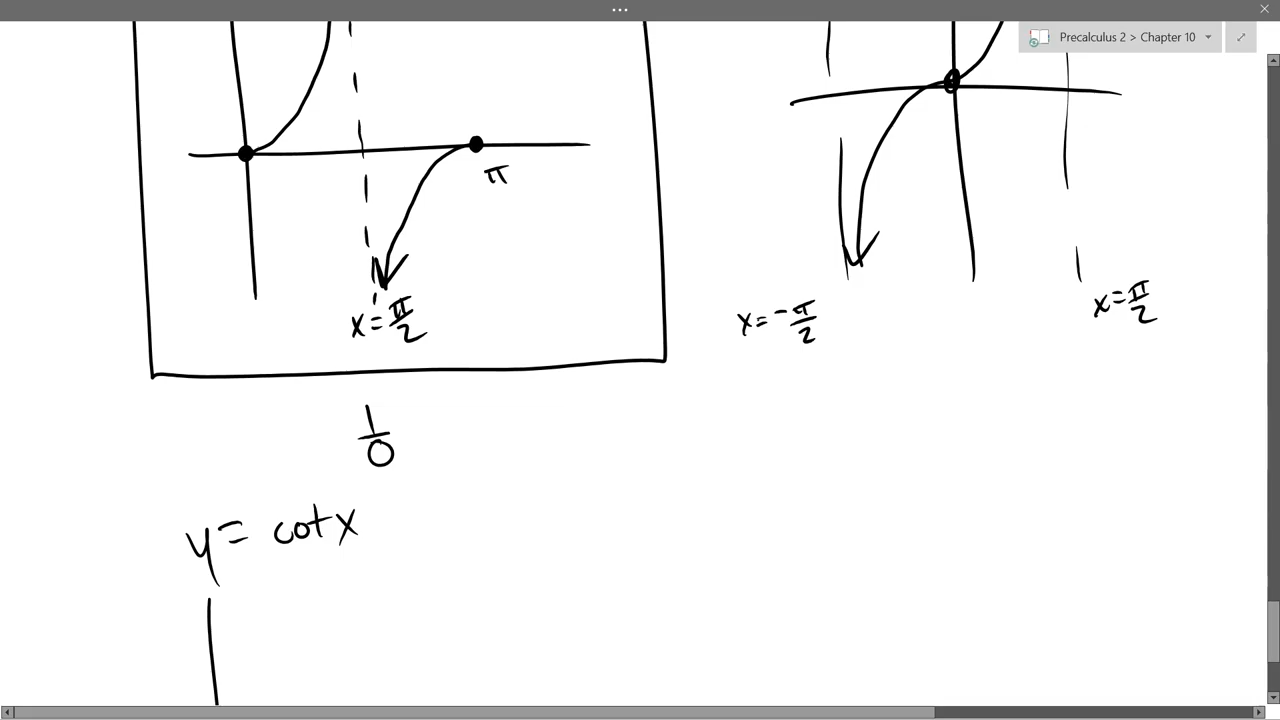 Precalculus 2 > Chapter 10
π
x = π/2
x = -π/2
x = π/2
1/0
y = cot x